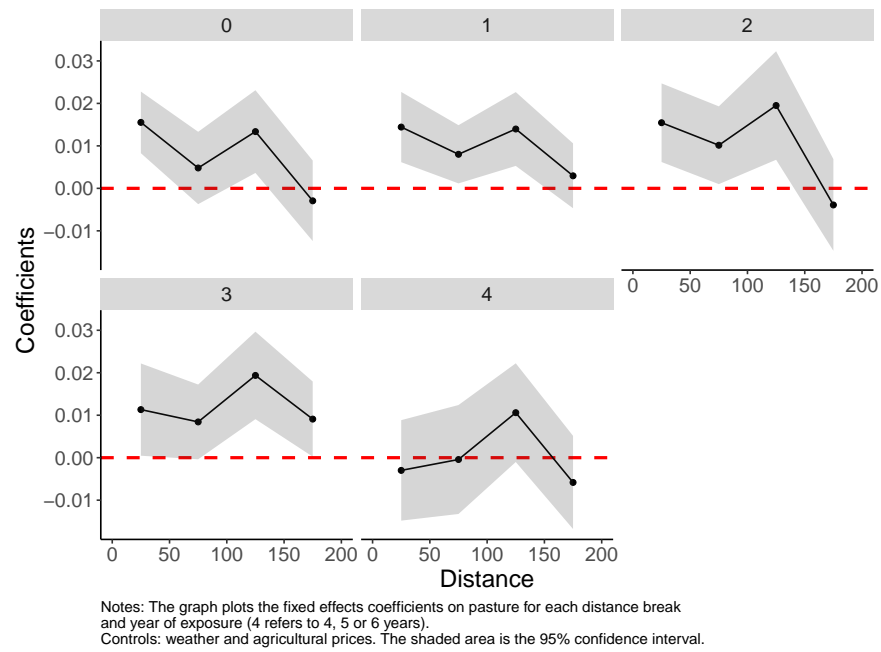 0 1 2
0.03
0.02
0.01
0.00
−0.01
0 50 100 150 200
3 4
0.03
0.02
0.01
0.00
−0.01
0 50 100 150 200 0 50 100 150 200
Coefficients
Distance
Notes: The graph plots the fixed effects coefficients on pasture for each distance break
and year of exposure (4 refers to 4, 5 or 6 years).
Controls: weather and agricultural prices. The shaded area is the 95% confidence interval.